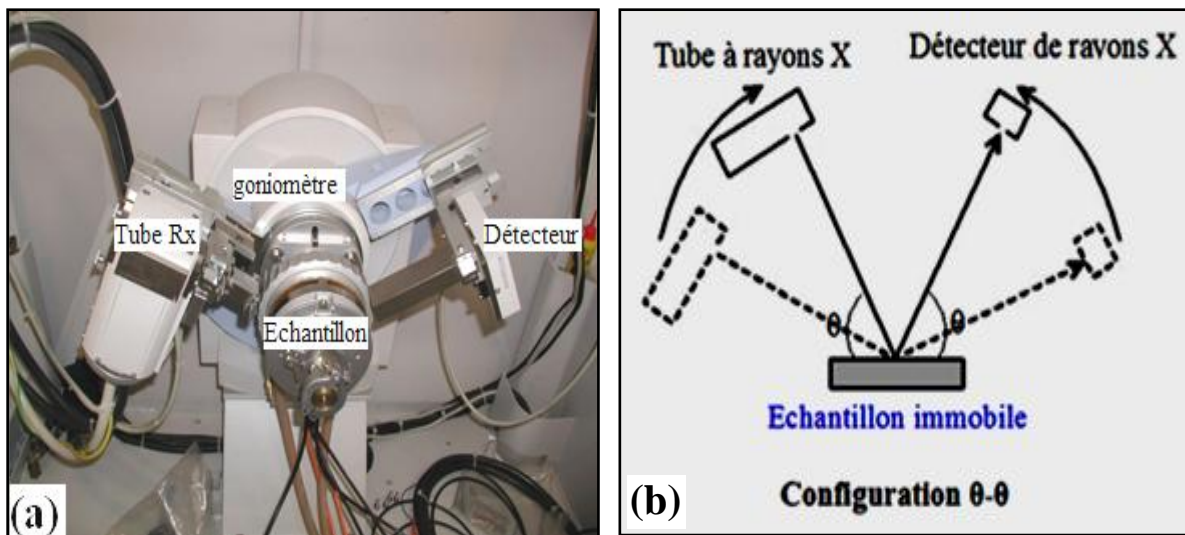 goniomètre
Tube Rx
Détecteur
Echantillon
(a)
Tube à rayons X
Détecteur de rayons X
θ
θ
Echantillon immobile
Configuration θ-θ
(b)